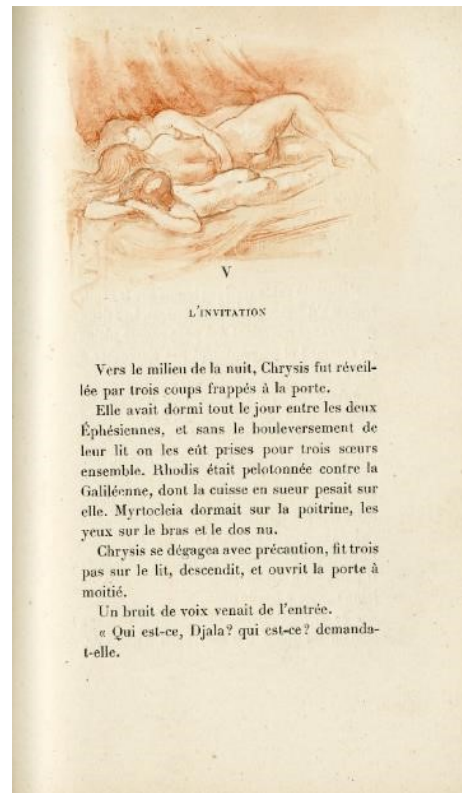 V
L'INVITATION
Vers le milieu de la nuit, Chrysis fut réveil-
lée par trois coups frappés à la porte.
Elle avait dormi tout le jour entre les deux
Éphésiennes, et sans le bouleversement de
leur lit on les eût prises pour trois sœurs
ensemble. Rhodis était pelotonnée contre la
Galiléenne, dont la cuisse en sueur pesait sur
elle. Myrtocleia dormait sur la poitrine, les
yeux sur le bras et le dos nu.
Chrysis se dégagea avec précaution, fit trois
pas sur le lit, descendit, et ouvrit la porte à
moitié.
Un bruit de voix venait de l'entrée.
« Qui est-ce, Djala? qui est-ce? demanda-
t-elle.